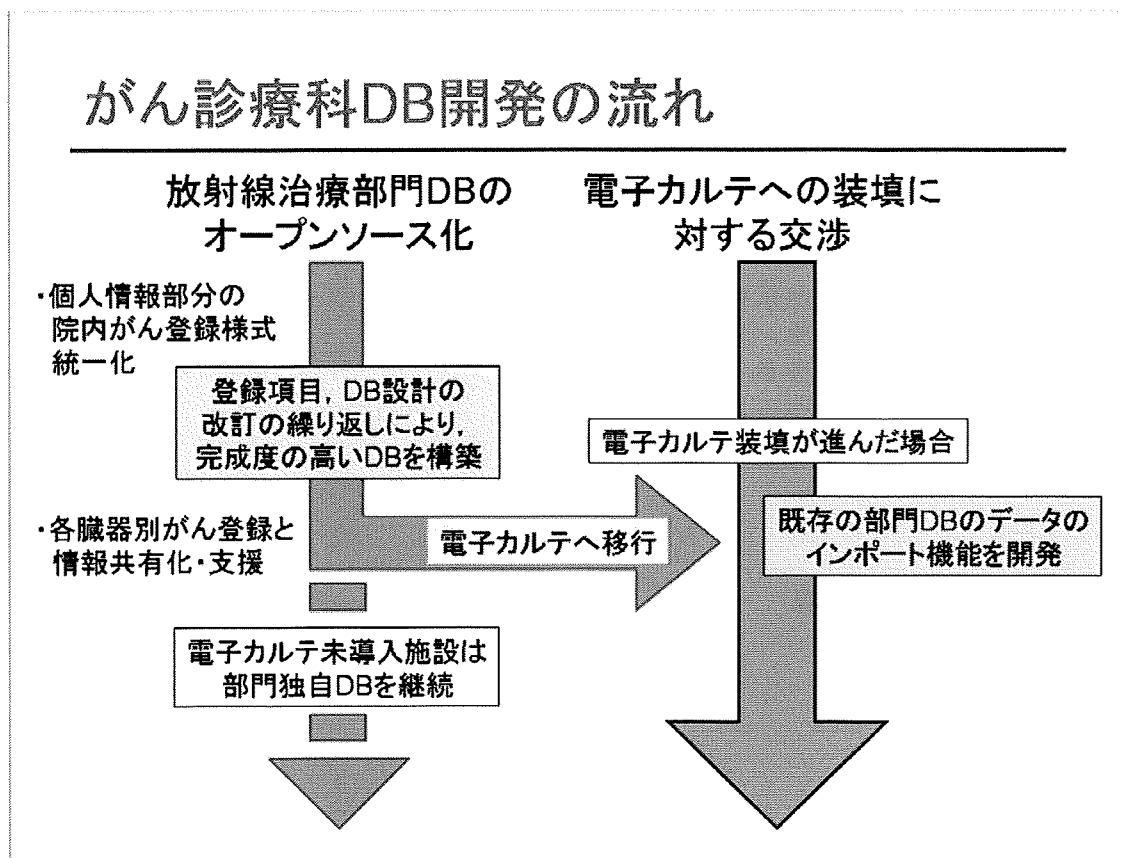 がん診療科DB開発の流れ
放射線治療部門DBの
オープンソース化
電子カルテへの装填に
対する交渉
・個人情報部分の
院内がん登録様式
統一化
登録項目，DB設計の
改訂の繰り返しにより，
完成度の高いDBを構築
電子カルテ装填が進んだ場合
・各臓器別がん登録と
情報共有化・支援
電子カルテへ移行
既存の部門DBのデータの
インポート機能を開発
電子カルテ未導入施設は
部門独自DBを継続